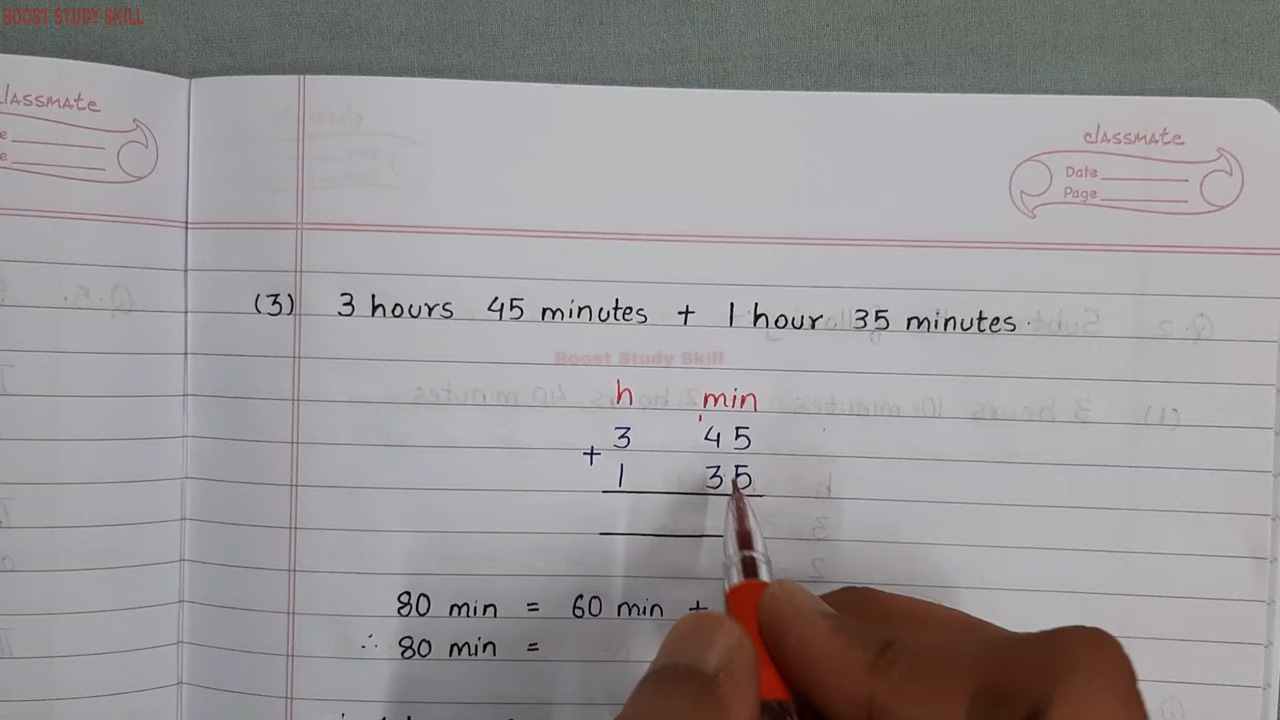 BOOST STUDY SKILL
classmate
classmate
Date
Page
(3) 3 hours 45 minutes + 1 hour 35 minutes.
Boost Study Skill
h min
3 45
+
1 35
80 min = 60 min +
∴ 80 min =